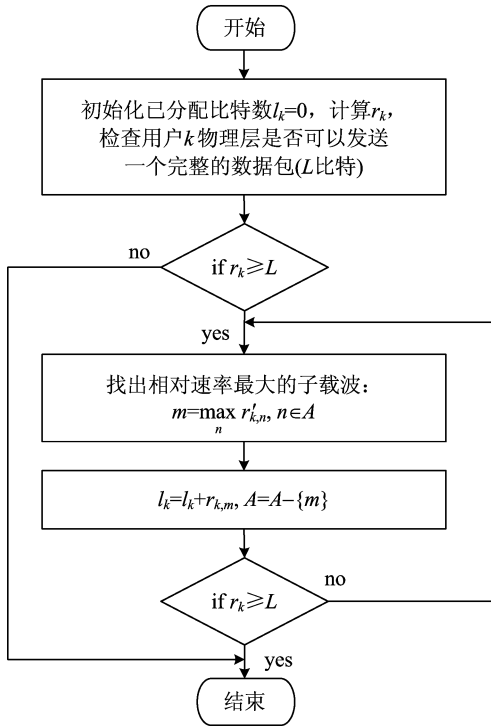 开始
初始化已分配比特数lₖ=0，计算rₖ，
检查用户k物理层是否可以发送
一个完整的数据包(L比特)
no
if rₖ≥L
yes
找出相对速率最大的子载波：
m=max r′ₖ,ₙ, n∈A
n
lₖ=lₖ+rₖ,ₘ, A=A−{m}
no
if rₖ≥L
yes
结束